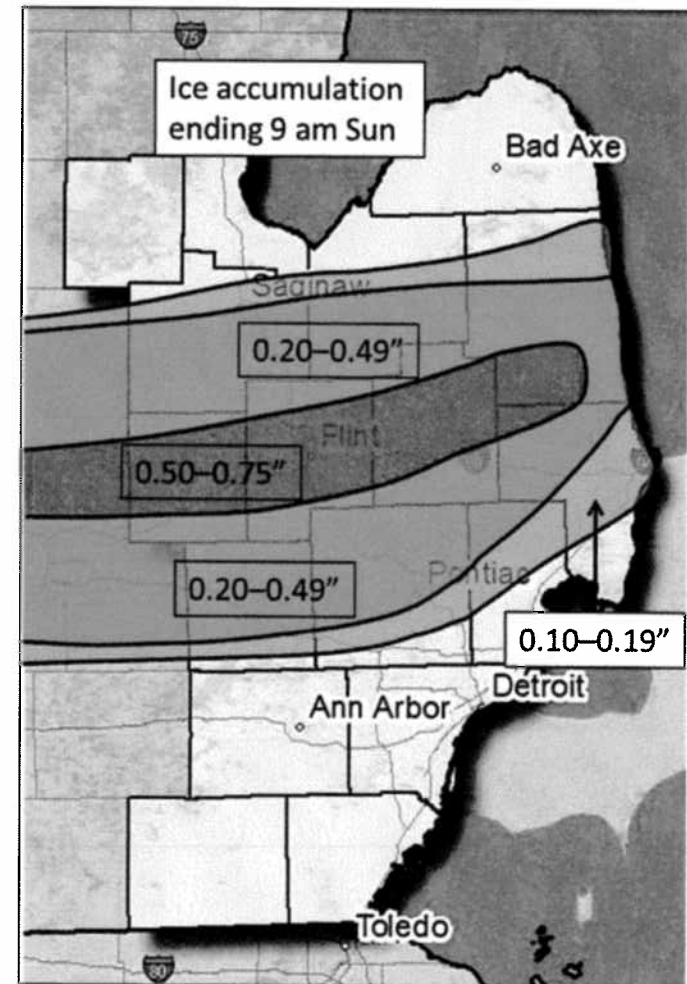 75
Ice accumulation
ending 9 am Sun
Bad Axe
Saginaw
0.20–0.49”
Flint
0.50–0.75”
0.20–0.49”
Pontiac
0.10–0.19”
Detroit
Ann Arbor
Toledo
80